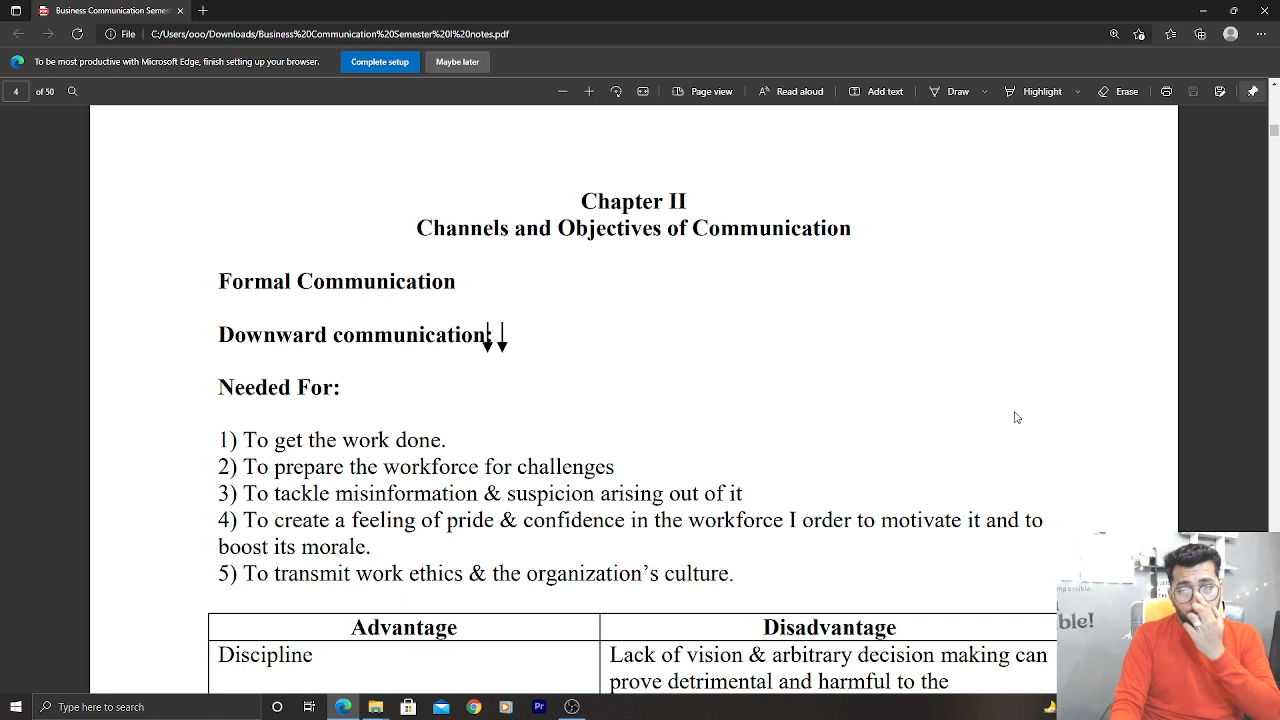 Business Communication Semes
File
C:/Users/ooo/Downloads/Business%20Communication%20Semester%20I%20notes.pdf
To be most productive with Microsoft Edge, finish setting up your browser.
Complete setup
Maybe later
4 of 50
Page view
Read aloud
Add text
Draw
Highlight
Erase
Chapter II
Channels and Objectives of Communication
Formal Communication
Downward communication:
Needed For:
1) To get the work done.
2) To prepare the workforce for challenges
3) To tackle misinformation & suspicion arising out of it
4) To create a feeling of pride & confidence in the workforce I order to motivate it and to
boost its morale.
5) To transmit work ethics & the organization's culture.
Advantage Disadvantage
Discipline Lack of vision & arbitrary decision making can
prove detrimental and harmful to the
Type here to search
Pr